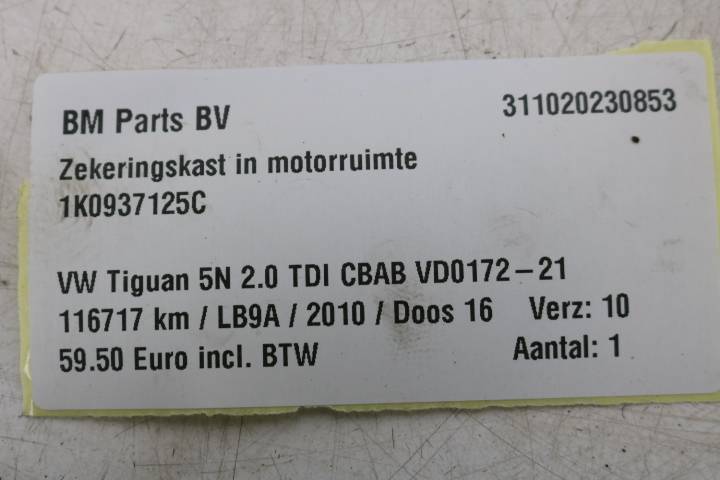 BM Parts BV 311020230853
Zekeringskast in motorruimte
1K0937125C
VW Tiguan 5N 2.0 TDI CBAB VD0172-21
116717 km / LB9A / 2010 / Doos 16 Verz: 10
59.50 Euro incl. BTW Aantal: 1